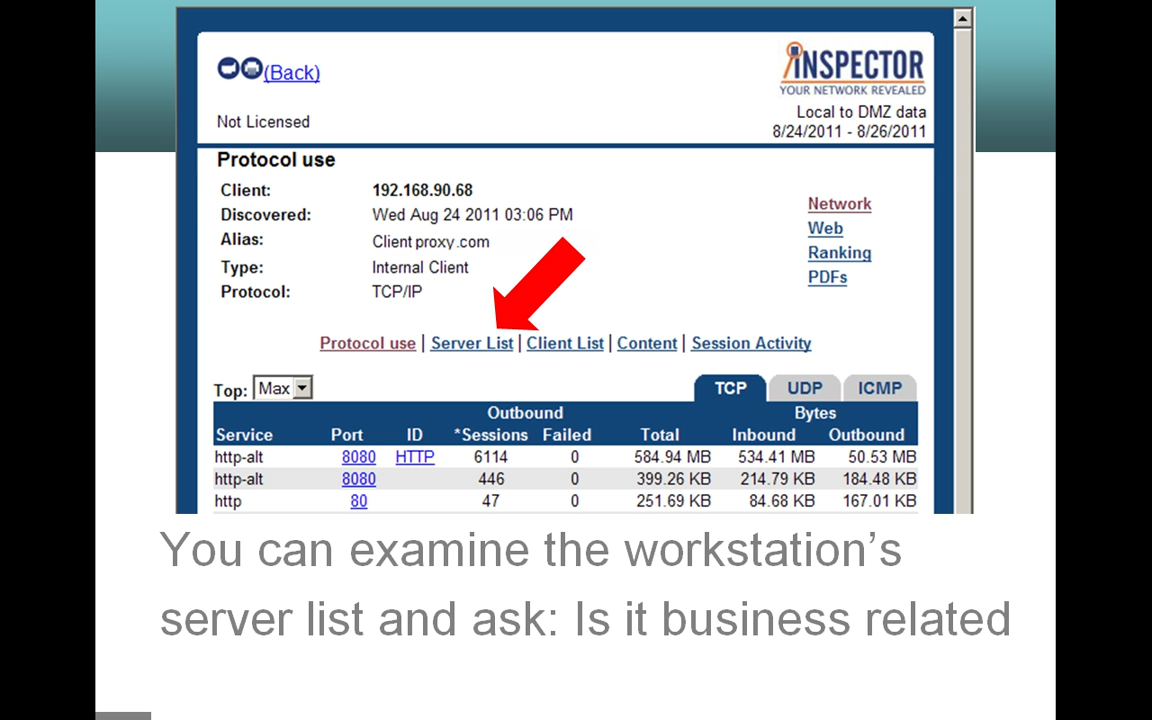 (Back)
INSPECTOR
YOUR NETWORK REVEALED
Local to DMZ data
Not Licensed
8/24/2011 - 8/26/2011
Protocol use
Client: 192.168.90.68
Discovered: Wed Aug 24 2011 03:06 PM
Alias: Client proxy.com
Type: Internal Client
Protocol: TCP/IP
Network
Web
Ranking
PDFs
Protocol use | Server List | Client List | Content | Session Activity
Top: Max
TCP UDP ICMP
Outbound Bytes
Service Port ID *Sessions Failed Total Inbound Outbound
http-alt 8080 HTTP 6114 0 584.94 MB 534.41 MB 50.53 MB
http-alt 8080 446 0 399.26 KB 214.79 KB 184.48 KB
http 80 47 0 251.69 KB 84.68 KB 167.01 KB
You can examine the workstation’s
server list and ask: Is it business related